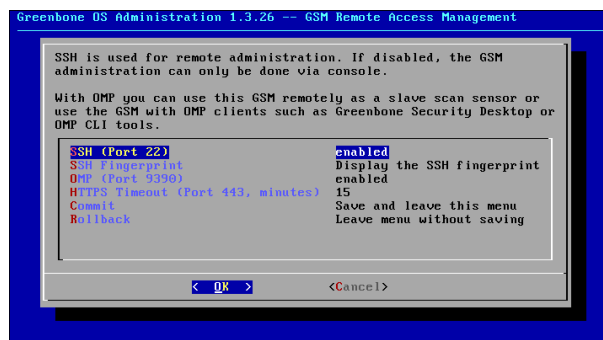 Greenbone OS Administration 1.3.26 -- GSM Remote Access Management
SSH is used for remote administration. If disabled, the GSM
administration can only be done via console.
With OMP you can use this GSM remotely as a slave scan sensor or
use the GSM with OMP clients such as Greenbone Security Desktop or
OMP CLI tools.
SSH (Port 22) enabled
SSH Fingerprint Display the SSH fingerprint
OMP (Port 9390) enabled
HTTPS Timeout (Port 443, minutes) 15
Commit Save and leave this menu
Rollback Leave menu without saving
< OK > <Cancel>